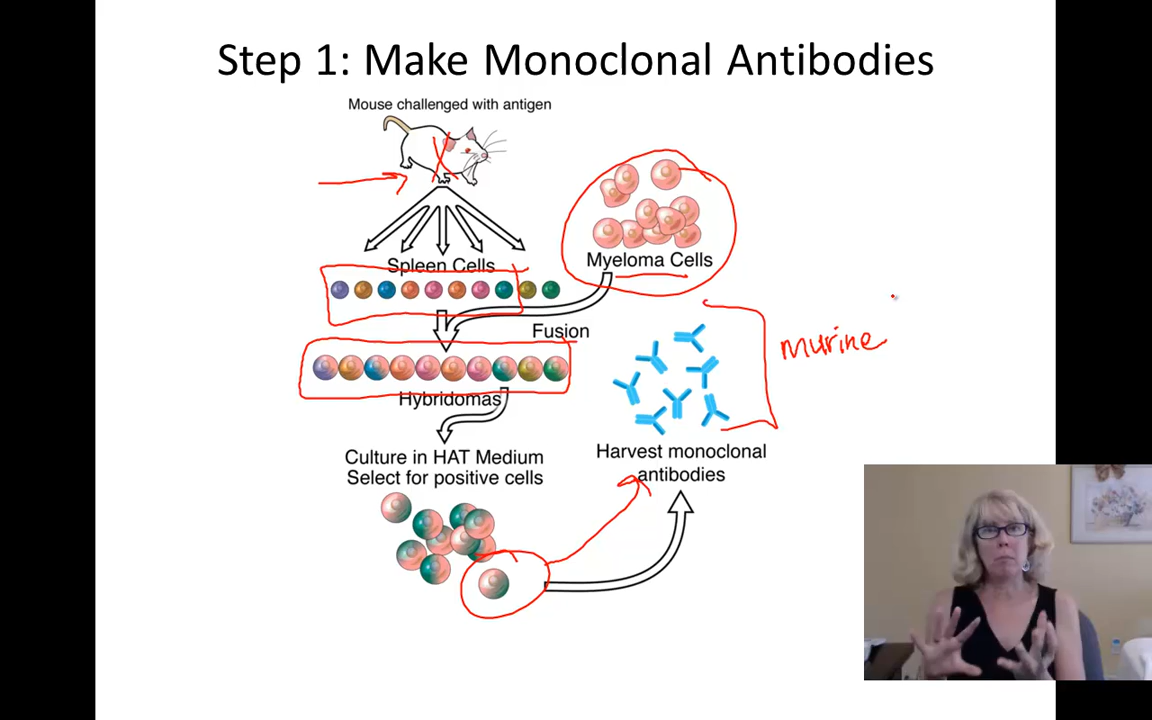 Step 1: Make Monoclonal Antibodies
Mouse challenged with antigen
Spleen Cells
Myeloma Cells
Fusion
Hybridomas
murine
Culture in HAT Medium
Select for positive cells
Harvest monoclonal
antibodies